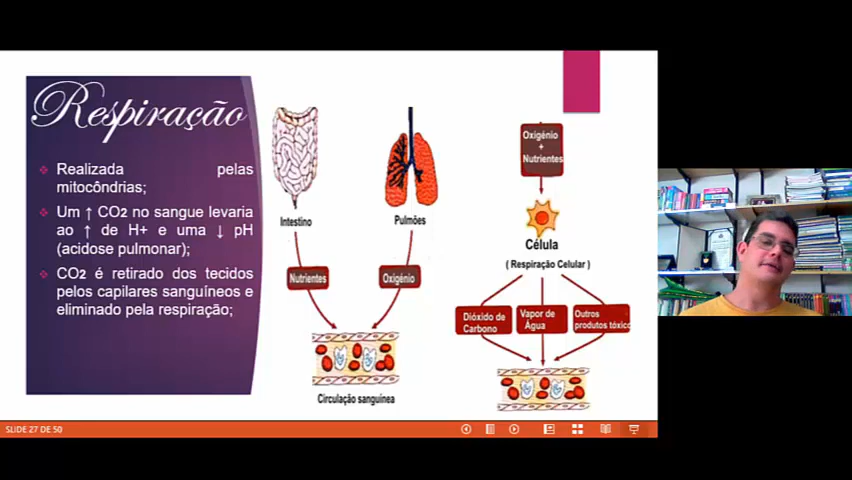 Respiração
Realizada pelas
mitocôndrias;
Um ↑ CO2 no sangue levaria
ao ↑ de H+ e uma ↓ pH
(acidose pulmonar);
CO2 é retirado dos tecidos
pelos capilares sanguíneos e
eliminado pela respiração;
Intestino
Pulmões
Nutrientes
Oxigênio
Circulação sanguínea
Oxigénio
+
Nutrientes
Célula
( Respiração Celular )
Dióxido de
Carbono
Vapor de
Água
Outros
produtos tóxico
SLIDE 27 DE 50